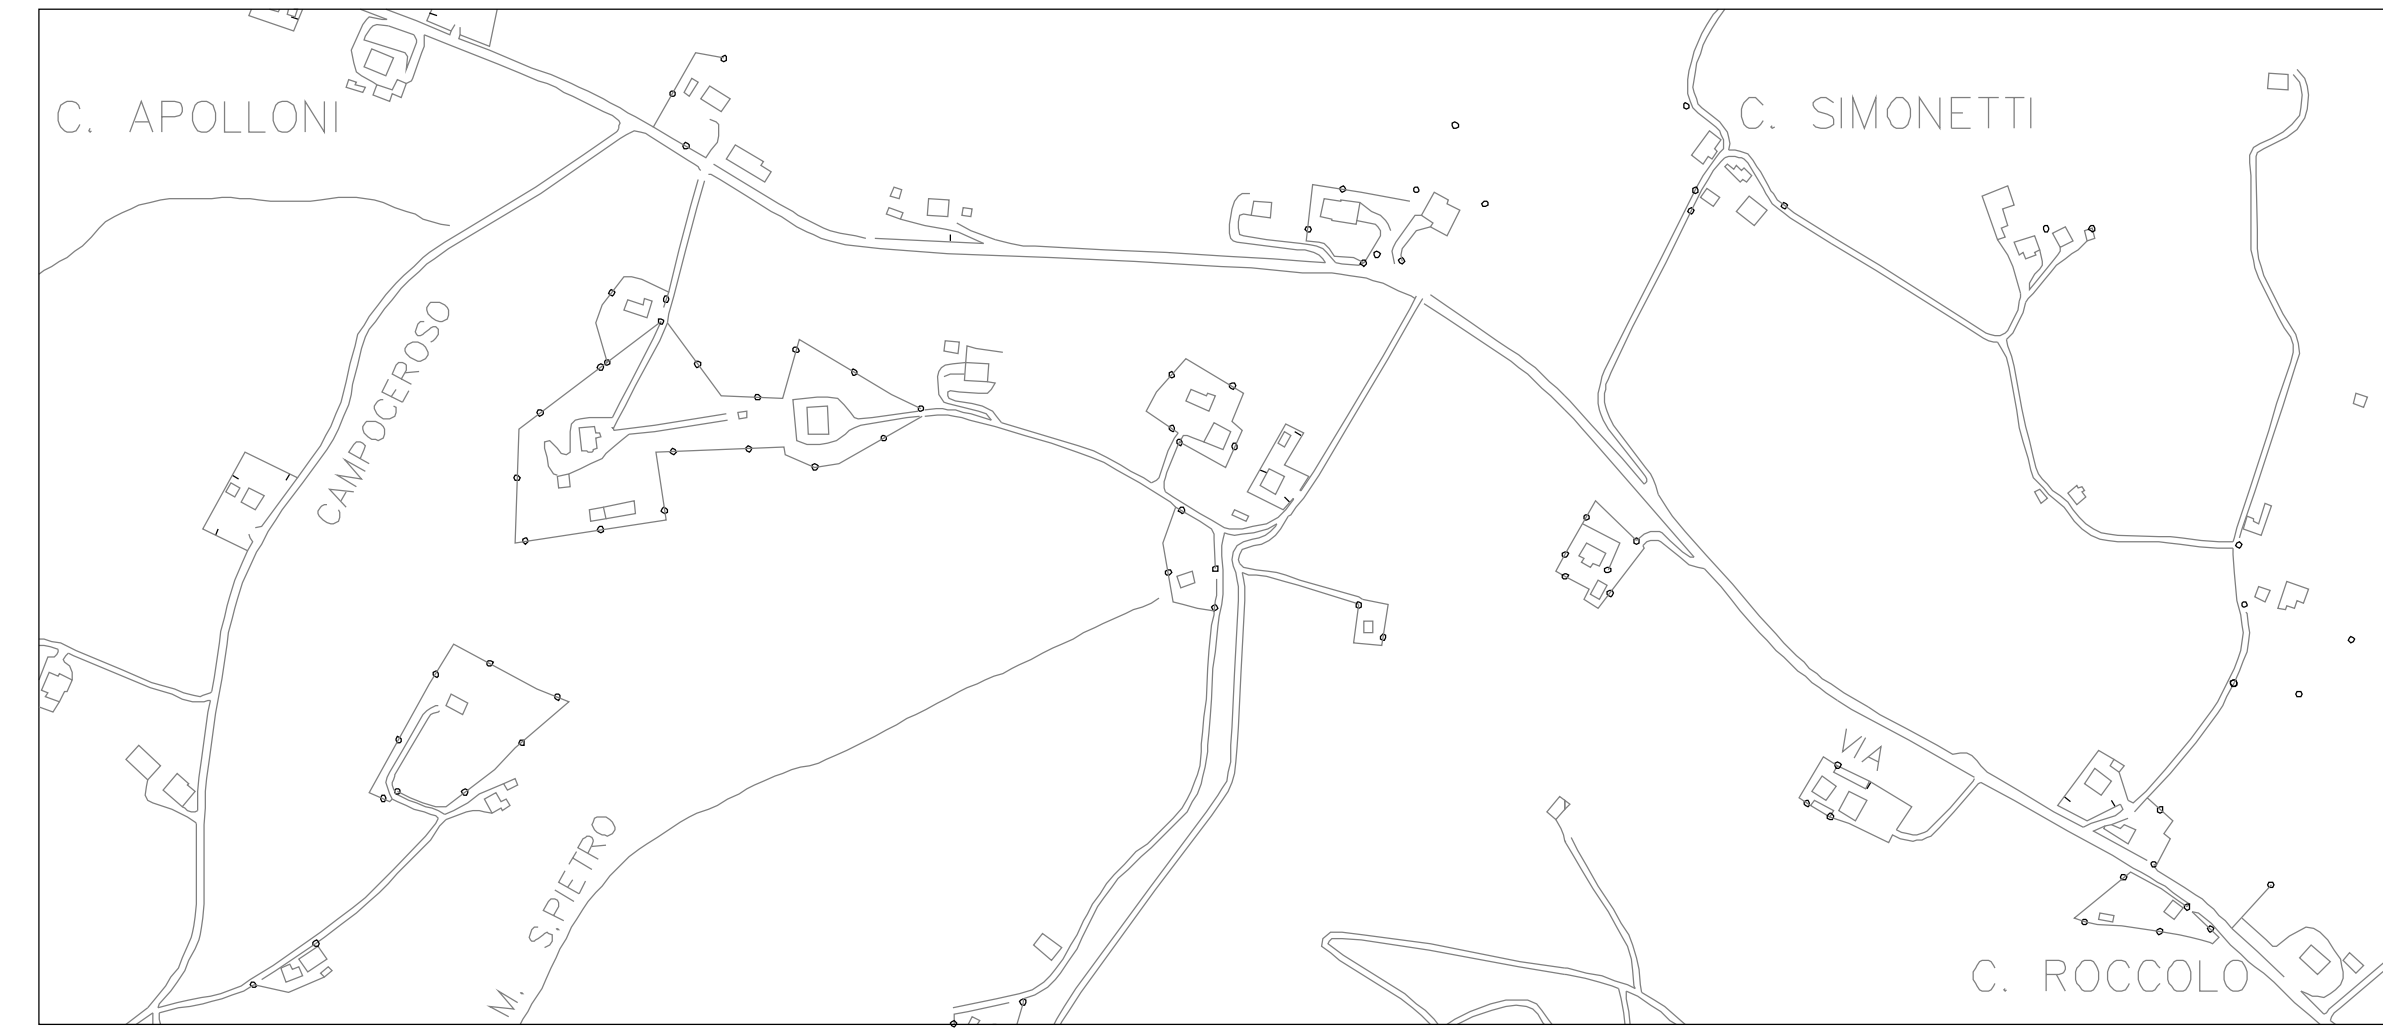 C. APOLLONI
C. SIMONETTI
CAMPOCEROSO
VIA
M. S.PIETRO
C. ROCCOLO